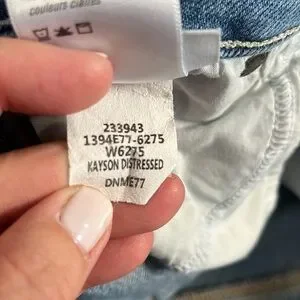 couleurs claires
233943
1394E77-6275
W6275
KAYSON DISTRESSED
DNME77